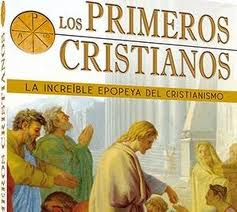 LOS PRIMEROS
CRISTIANOS
LA INCREÍBLE EPOPEYA DEL CRISTIANISMO